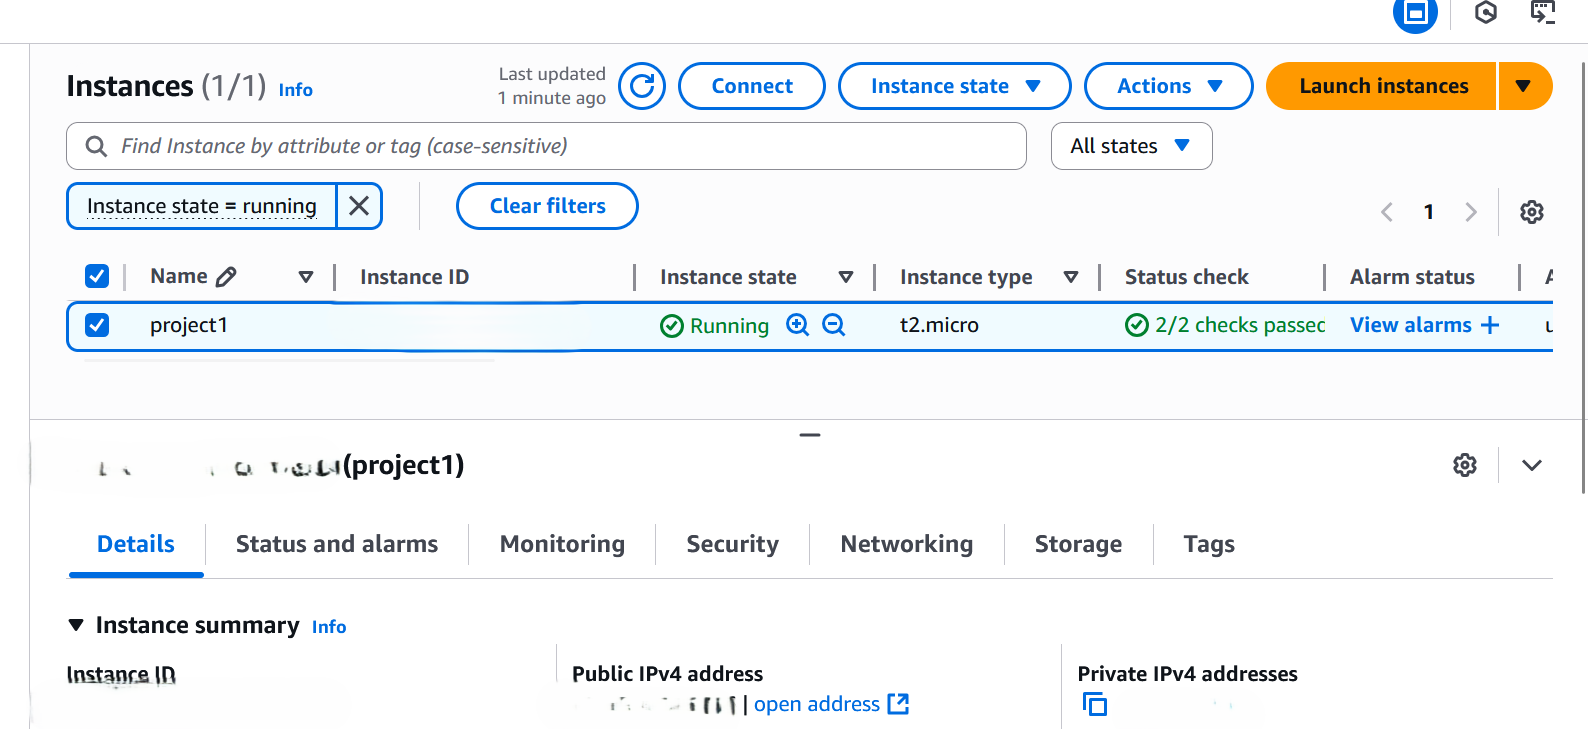 Instances (1/1) Info
Last updated
1 minute ago
Connect
Instance state
Actions
Launch instances
Find Instance by attribute or tag (case-sensitive)
All states
Instance state = running
Clear filters
1
Name Instance ID Instance state Instance type Status check Alarm status
project1 Running t2.micro 2/2 checks passed View alarms +
(project1)
Details Status and alarms Monitoring Security Networking Storage Tags
Instance summary Info
Instance ID Public IPv4 address Private IPv4 addresses
| open address